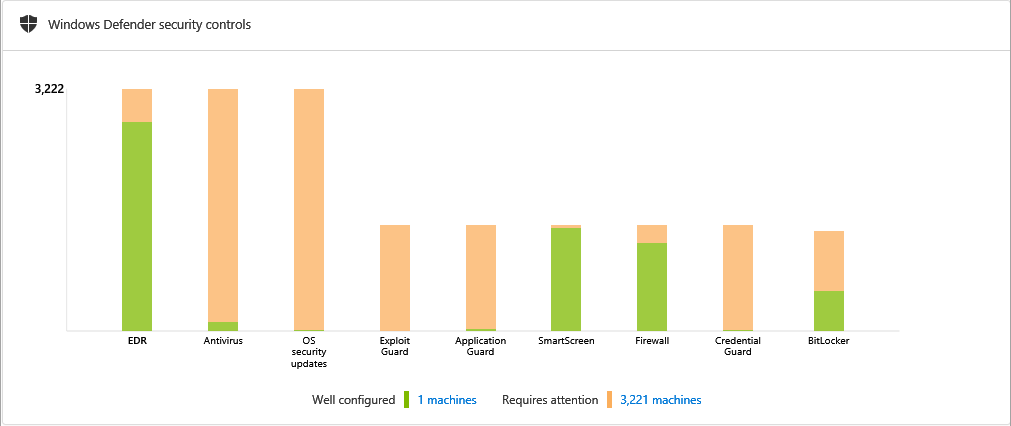 Windows Defender security controls
3,222
EDR
Antivirus
OS
security
updates
Exploit
Guard
Application
Guard
SmartScreen
Firewall
Credential
Guard
BitLocker
Well configured 1 machines Requires attention 3,221 machines